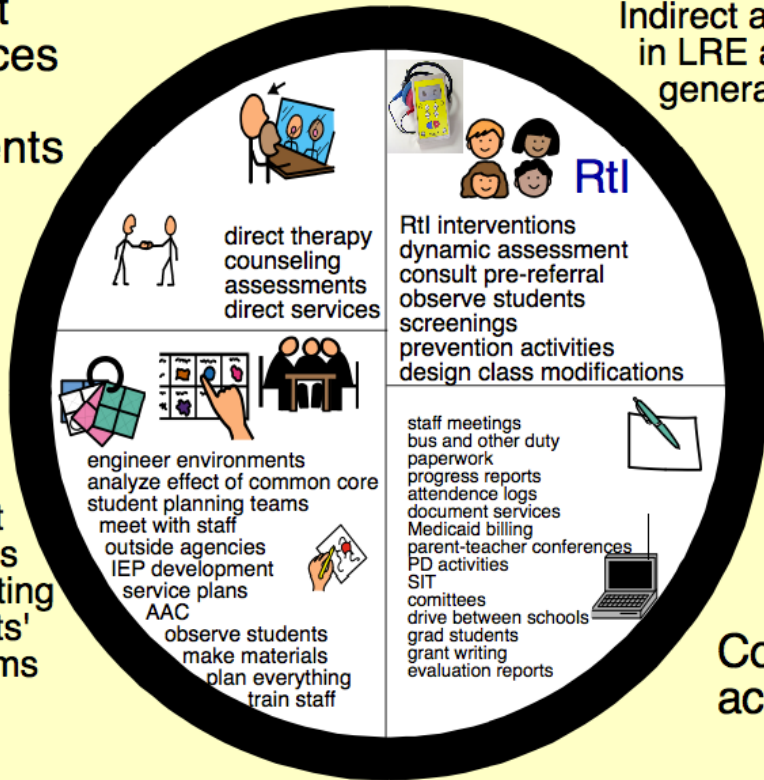 t
ces
nts
Indirect a
in LRE a
genera
direct therapy
counseling
assessments
direct services
RtI
RtI interventions
dynamic assessment
consult pre-referral
observe students
screenings
prevention activities
design class modifications
engineer environments
analyze effect of common core
student planning teams
meet with staff
outside agencies
IEP development
service plans
AAC
observe students
make materials
plan everything
train staff
staff meetings
bus and other duty
paperwork
progress reports
attendence logs
document services
Medicaid billing
parent-teacher conferences
PD activities
SIT
comittees
drive between schools
grad students
grant writing
evaluation reports
t
s
ting
ts'
ms
Co
ac